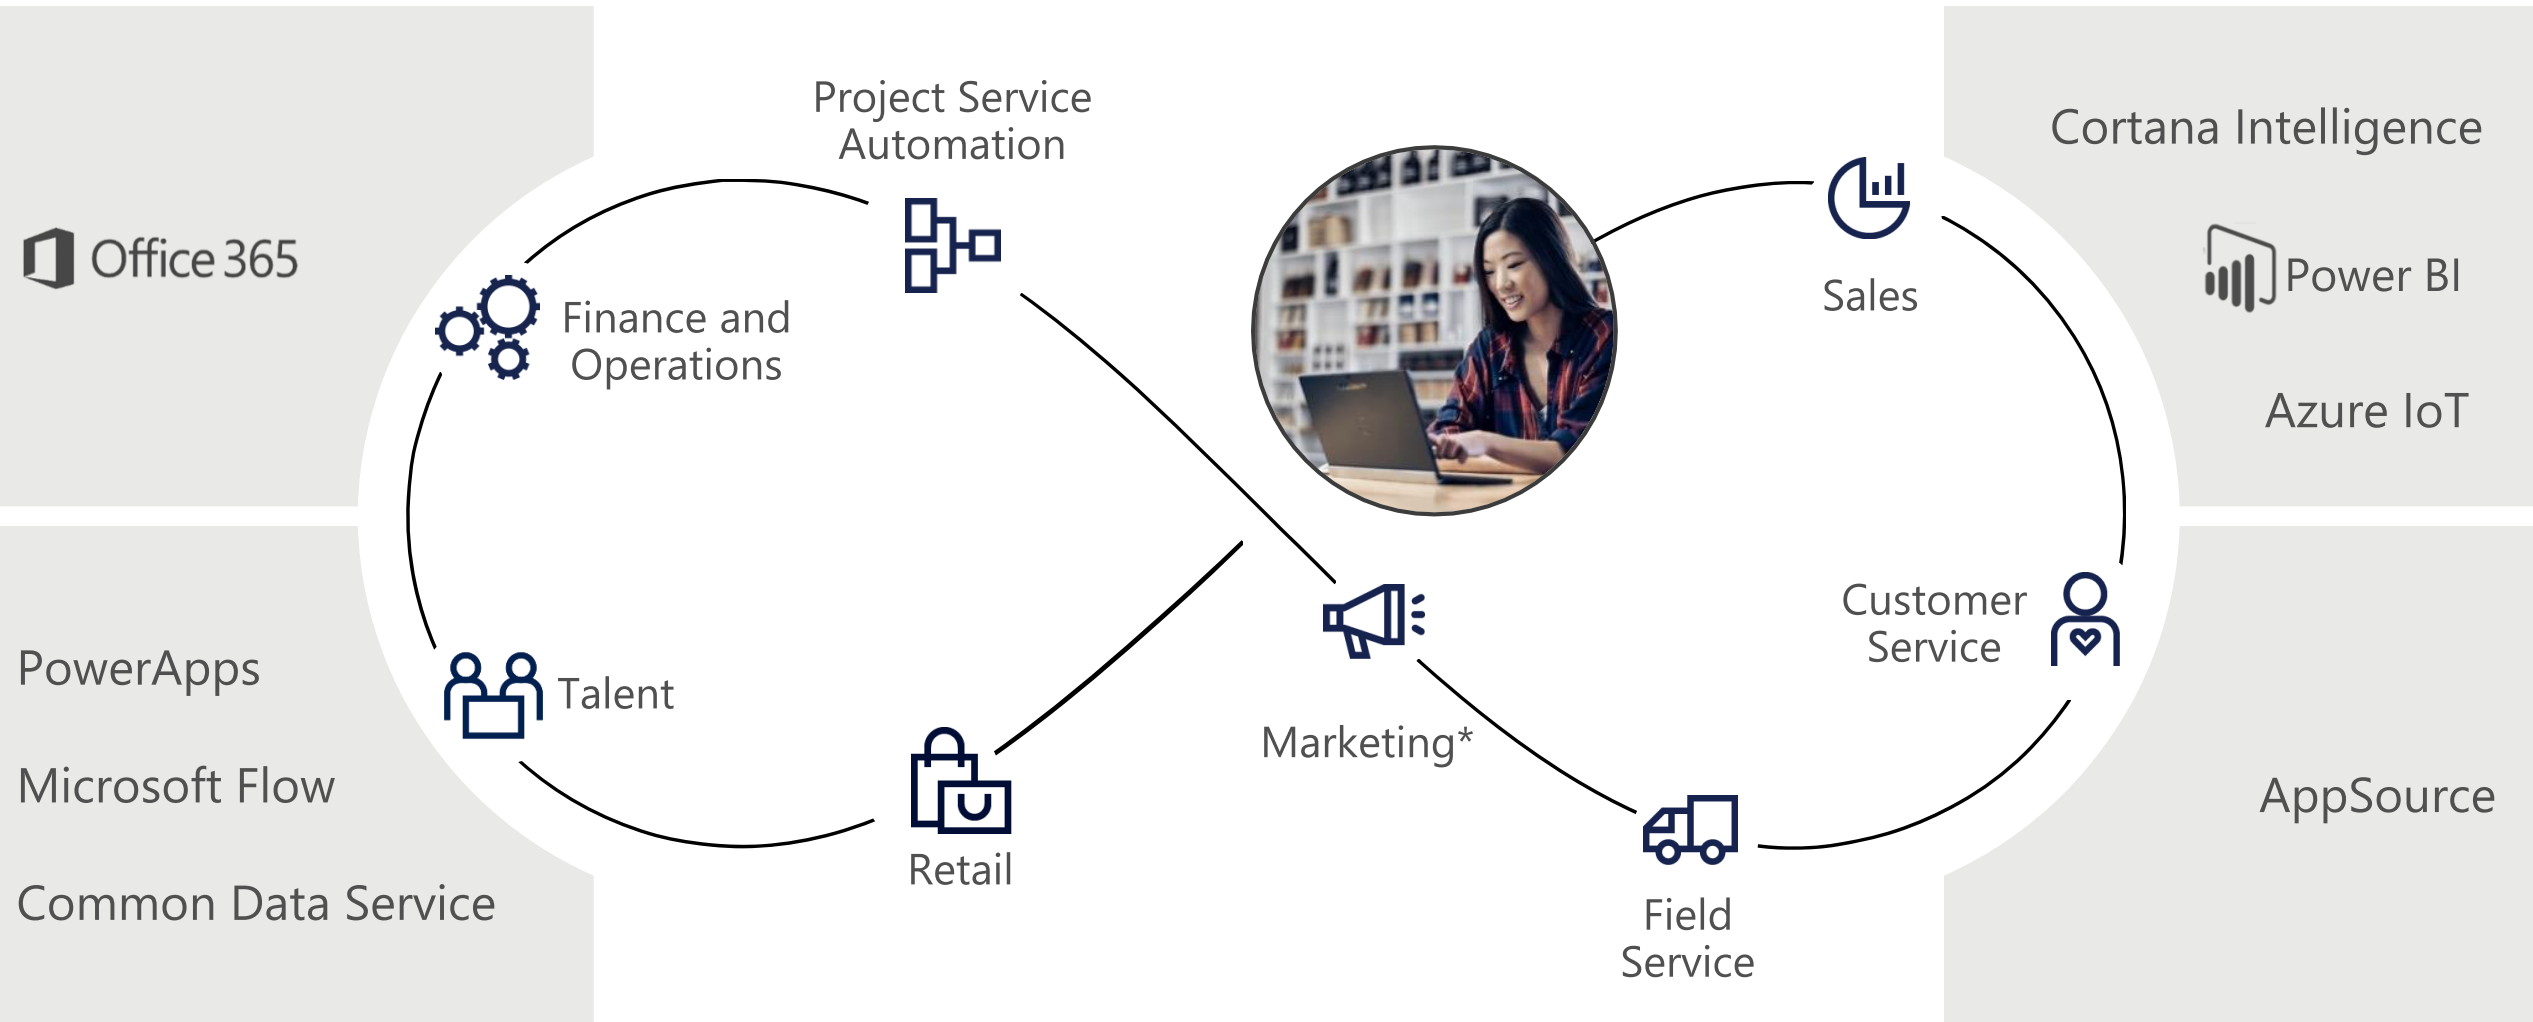 Office 365
PowerApps
Microsoft Flow
Common Data Service
Project Service
Automation
Finance and
Operations
Talent
Retail
Marketing*
Sales
Customer
Service
Field
Service
Cortana Intelligence
Power BI
Azure IoT
AppSource